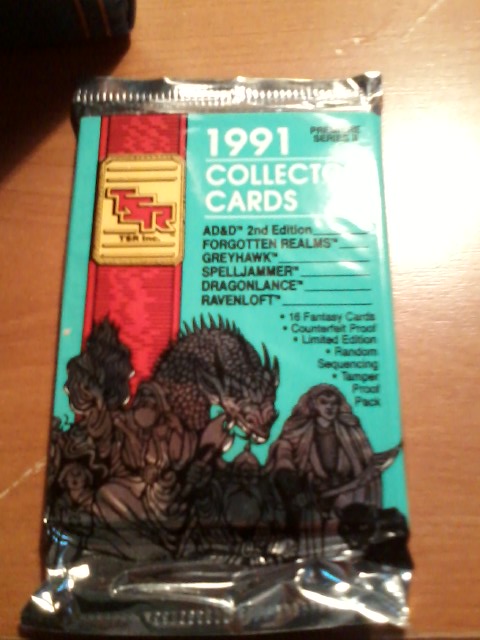 1991
PREMIERE
SERIES
COLLECTO
CARDS
TSR
TSR Inc.
AD&D™ 2nd Edition
FORGOTTEN REALMS™
GREYHAWK™
SPELLJAMMER™
DRAGONLANCE™
RAVENLOFT™
• 16 Fantasy Cards
• Counterfeit Proof
• Limited Edition
• Random
Sequencing
• Tamper
Proof
Pack